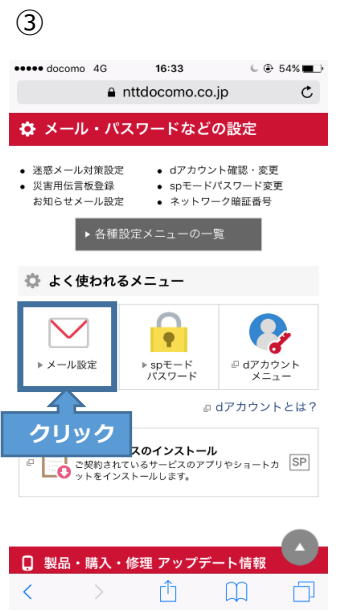 ③
docomo 4G 16:33 54%
nttdocomo.co.jp
メール・パスワードなどの設定
• 迷惑メール対策設定
• 災害用伝言板登録
お知らせメール設定
• dアカウント確認・変更
• spモードパスワード変更
• ネットワーク暗証番号
各種設定メニューの一覧
よく使われるメニュー
メール設定
spモード
パスワード
dアカウント
メニュー
dアカウントとは？
クリック
スのインストール
ご契約されているサービスのアプリやショートカ
ットをインストールします。
SP
製品・購入・修理 アップデート情報